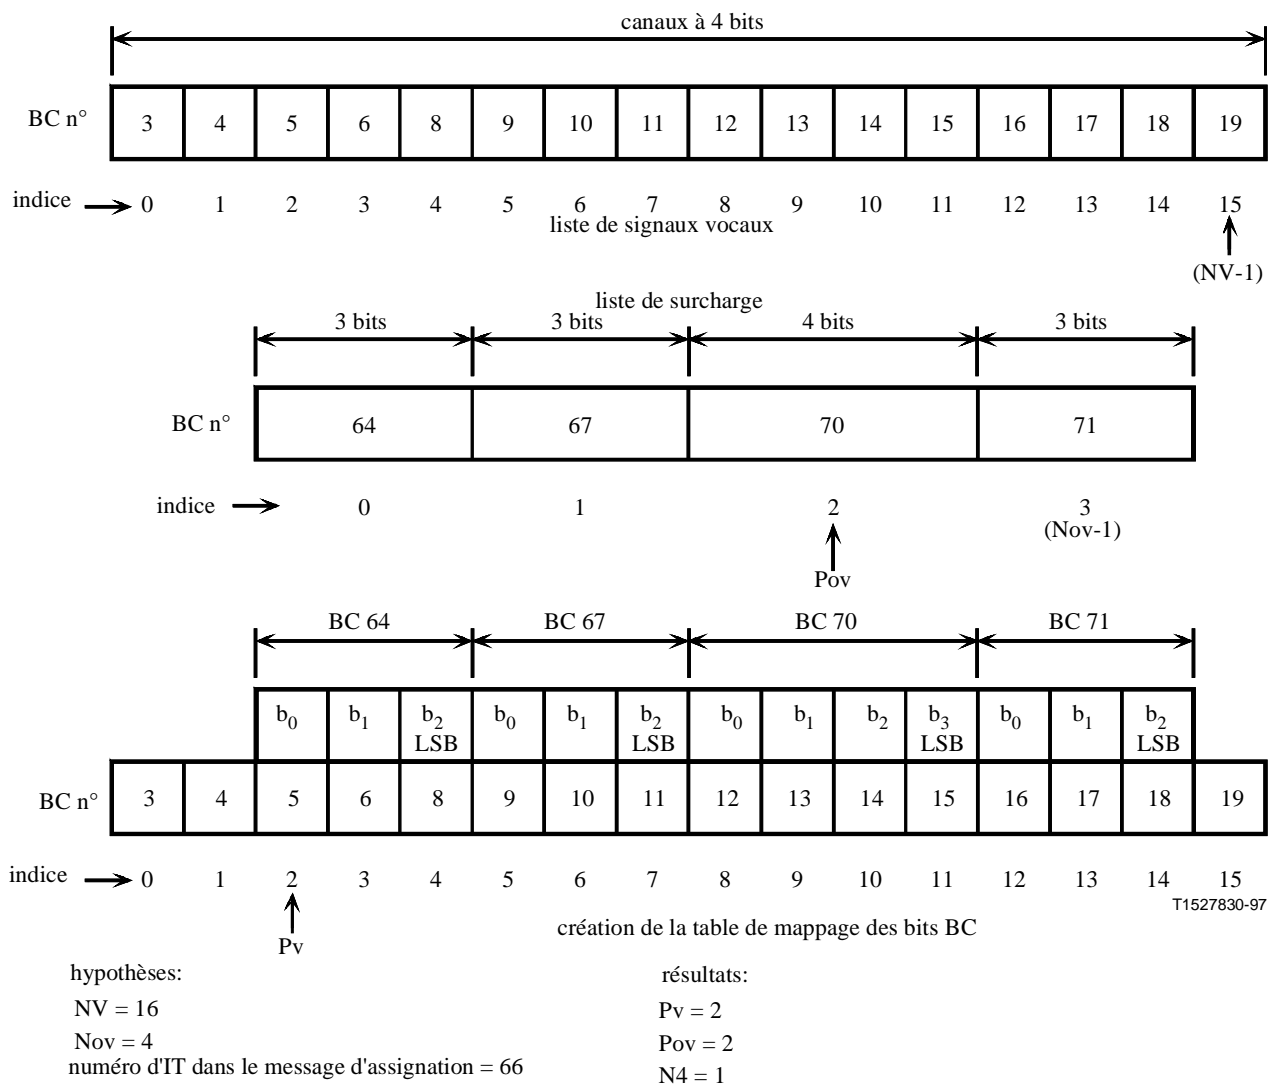 canaux à 4 bits
BC n° 3 4 5 6 8 9 10 11 12 13 14 15 16 17 18 19
indice 0 1 2 3 4 5 6 7 8 9 10 11 12 13 14 15
liste de signaux vocaux
(NV-1)
liste de surcharge
3 bits 3 bits 4 bits 3 bits
BC n° 64 67 70 71
indice 0 1 2 3
(Nov-1)
Pov
BC 64 BC 67 BC 70 BC 71
b0 b1 b2 b0 b1 b2 b0 b1 b2 b3 b0 b1 b2
LSB LSB LSB LSB
BC n° 3 4 5 6 8 9 10 11 12 13 14 15 16 17 18 19
indice 0 1 2 3 4 5 6 7 8 9 10 11 12 13 14 15
T1527830-97
création de la table de mappage des bits BC
Pv
hypothèses:
NV = 16
Nov = 4
numéro d'IT dans le message d'assignation = 66
résultats:
Pv = 2
Pov = 2
N4 = 1